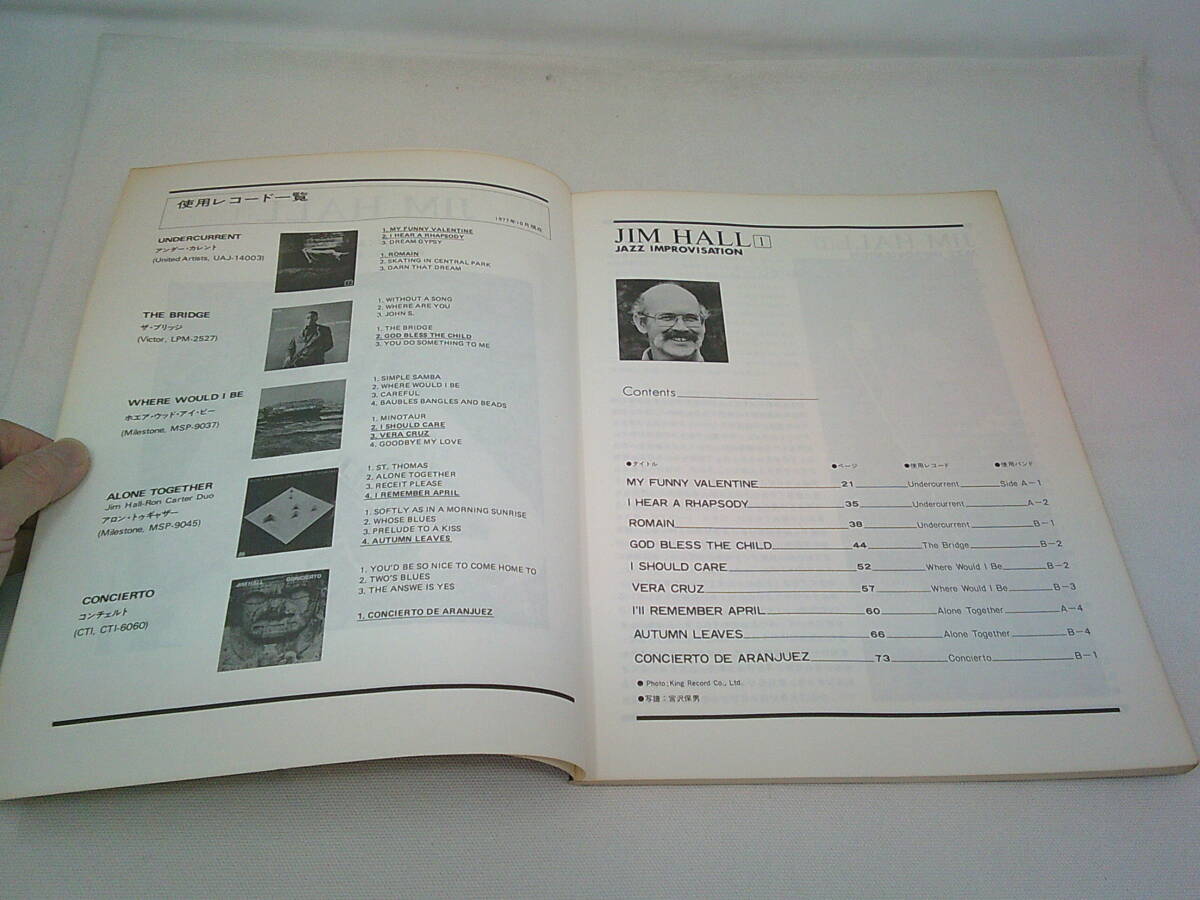 使用レコード一覧
1977年10月現在
UNDERCURRENT
アンダー・カレント
(United Artists, UAJ-14003)
1. MY FUNNY VALENTINE
2. I HEAR A RHAPSODY
3. DREAM GYPSY
1. ROMAIN
2. SKATING IN CENTRAL PARK
3. DARN THAT DREAM
THE BRIDGE
ザ・ブリッジ
(Victor, LPM-2527)
1. WITHOUT A SONG
2. WHERE ARE YOU
3. JOHN S.
1. THE BRIDGE
2. GOD BLESS THE CHILD
3. YOU DO SOMETHING TO ME
WHERE WOULD I BE
ホエア・ウッド・アイ・ビー
(Milestone, MSP-9037)
1. SIMPLE SAMBA
2. WHERE WOULD I BE
3. CAREFUL
4. BAUBLES BANGLES AND BEADS
1. MINOTAUR
2. I SHOULD CARE
3. VERA CRUZ
4. GOODBYE MY LOVE
ALONE TOGETHER
Jim Hall-Ron Carter Duo
アロン・トゥギャザー
(Milestone, MSP-9045)
1. ST. THOMAS
2. ALONE TOGETHER
3. RECEIT PLEASE
4. I REMEMBER APRIL
1. SOFTLY AS IN A MORNING SUNRISE
2. WHOSE BLUES
3. PRELUDE TO A KISS
4. AUTUMN LEAVES
CONCIERTO
コンチェルト
(CTI, CTI-6060)
JIM HALL CONCIERTO
1. YOU'D BE SO NICE TO COME HOME TO
2. TWO'S BLUES
3. THE ANSWE IS YES
1. CONCIERTO DE ARANJUEZ
JIM HALL 1
JAZZ IMPROVISATION
Contents
●タイトル ●ページ ●使用レコード ●使用バンド
MY FUNNY VALENTINE 21 Undercurrent Side A-1
I HEAR A RHAPSODY 35 Undercurrent A-2
ROMAIN 38 Undercurrent B-1
GOD BLESS THE CHILD 44 The Bridge B-2
I SHOULD CARE 52 Where Would I Be B-2
VERA CRUZ 57 Where Would I Be B-3
I'll REMEMBER APRIL 60 Alone Together A-4
AUTUMN LEAVES 66 Alone Together B-4
CONCIERTO DE ARANJUEZ 73 Concierto B-1
● Photo; King Record Co., Ltd.
●写譜：宮沢保男